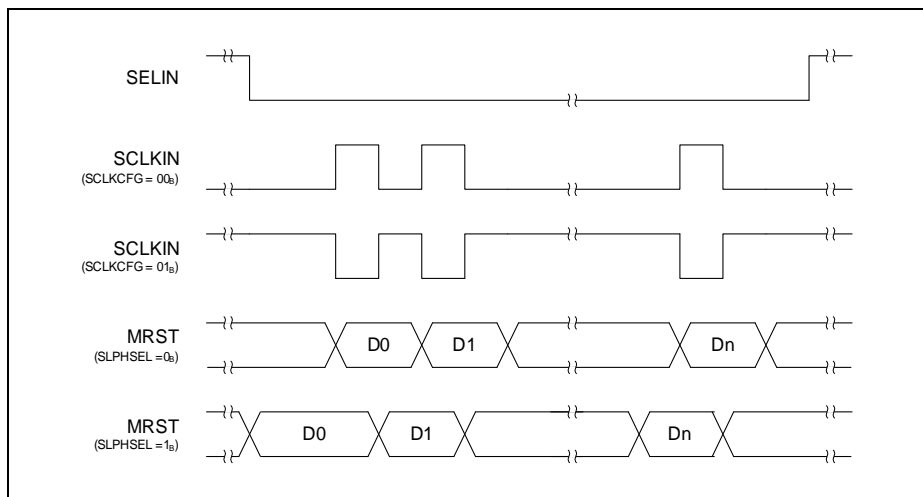 SELIN
SCLKIN
(SCLKCFG = 00B)
SCLKIN
(SCLKCFG = 01B)
MRST
(SLPHSEL =0B)
D0 D1 Dn
MRST
(SLPHSEL =1B)
D0 D1 Dn